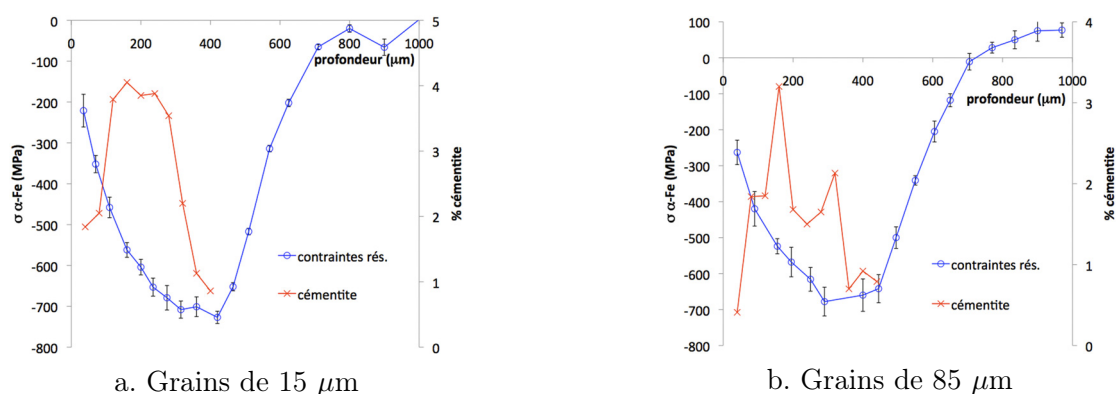 0
-100
-200
-300
-400
-500
-600
-700
-800
σ α-Fe (MPa)
0 200 400 600 800 1000
profondeur (µm)
5
4
3
2
1
0
% cémentite
contraintes rés.
cémentite
a. Grains de 15 µm
100
0
-100
-200
-300
-400
-500
-600
-700
-800
σ α-Fe (MPa)
0 200 400 600 800 1000
profondeur (µm)
4
3
2
1
0
% cémentite
contraintes rés.
cémentite
b. Grains de 85 µm